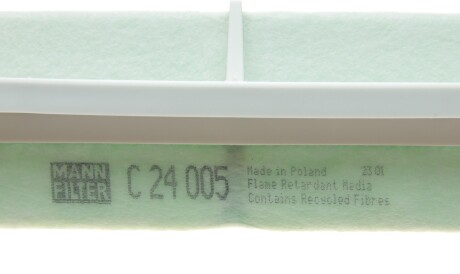 MANN
FILTER
C 24 005
Made in Poland 23 01
Flame Retardant Media
Contains Recycled Fibres